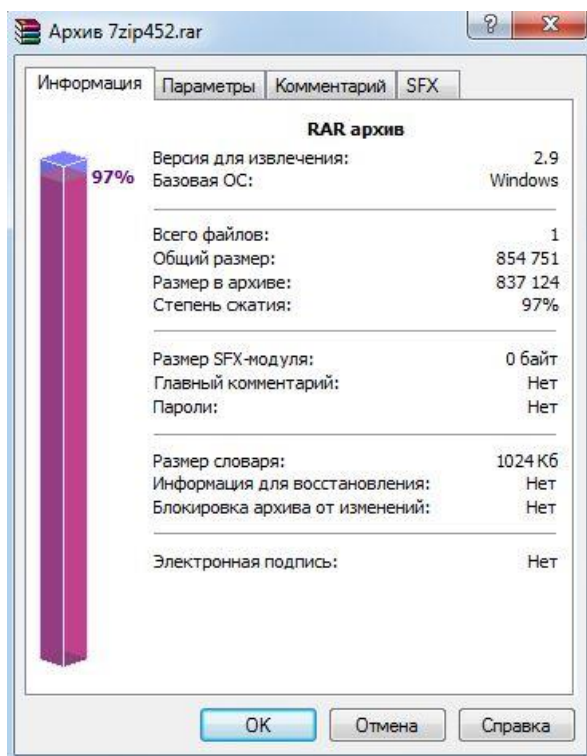 Архив 7zip452.rar
Информация Параметры Комментарий SFX
RAR архив
97%
Версия для извлечения: 2.9
Базовая ОС: Windows
Всего файлов: 1
Общий размер: 854 751
Размер в архиве: 837 124
Степень сжатия: 97%
Размер SFX-модуля: 0 байт
Главный комментарий: Нет
Пароли: Нет
Размер словаря: 1024 Кб
Информация для восстановления: Нет
Блокировка архива от изменений: Нет
Электронная подпись: Нет
OK Отмена Справка